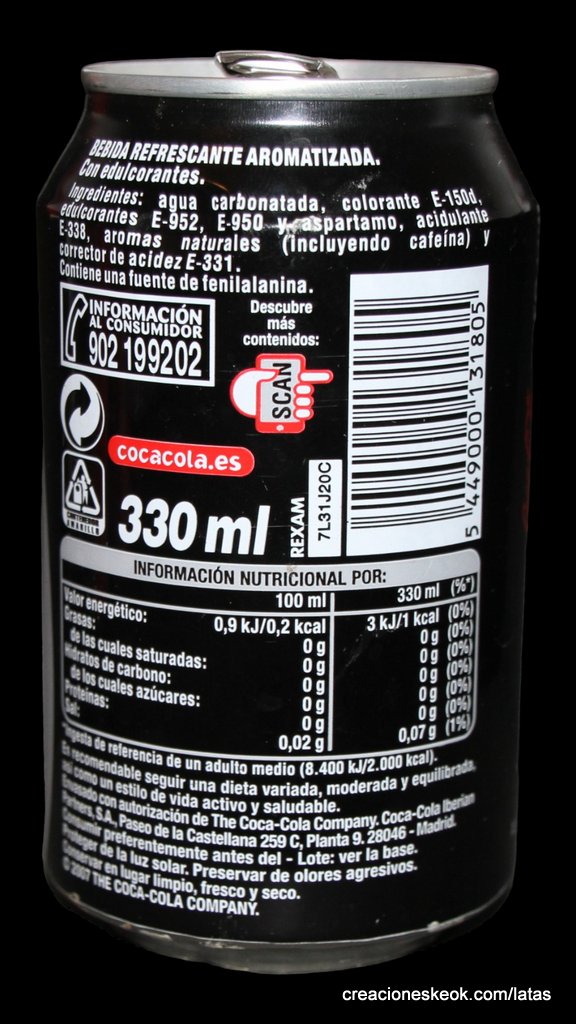 BEBIDA REFRESCANTE AROMATIZADA.
Con edulcorantes.
Ingredientes: agua carbonatada, colorante E-150d,
edulcorantes E-952, E-950 y aspartamo, acidulante
E-338, aromas naturales (incluyendo cafeína) y
corrector de acidez E-331.
Contiene una fuente de fenilalanina.
INFORMACIÓN
AL CONSUMIDOR
902 199202
Descubre
más
contenidos:
SCAN
cocacola.es
CONTENEDOR
AMARILLO
330 ml
REXAM
7L31J20C
5 449000 131805
INFORMACIÓN NUTRICIONAL POR:
100 ml 330 ml (%*)
Valor energético: 0,9 kJ/0,2 kcal 3 kJ/1 kcal (0%)
Grasas: 0 g 0 g (0%)
de las cuales saturadas: 0 g 0 g (0%)
Hidratos de carbono: 0 g 0 g (0%)
de los cuales azúcares: 0 g 0 g (0%)
Proteínas: 0 g 0 g (0%)
Sal: 0,02 g 0,07 g (1%)
*Ingesta de referencia de un adulto medio (8.400 kJ/2.000 kcal).
Es recomendable seguir una dieta variada, moderada y equilibrada,
así como un estilo de vida activo y saludable.
Envasado con autorización de The Coca-Cola Company. Coca-Cola Iberian
Partners, S.A., Paseo de la Castellana 259 C, Planta 9. 28046 - Madrid.
Consumir preferentemente antes del - Lote: ver la base.
Proteger de la luz solar. Preservar de olores agresivos.
Conservar en lugar limpio, fresco y seco.
© 2007 THE COCA-COLA COMPANY.
creacioneskeok.com/latas